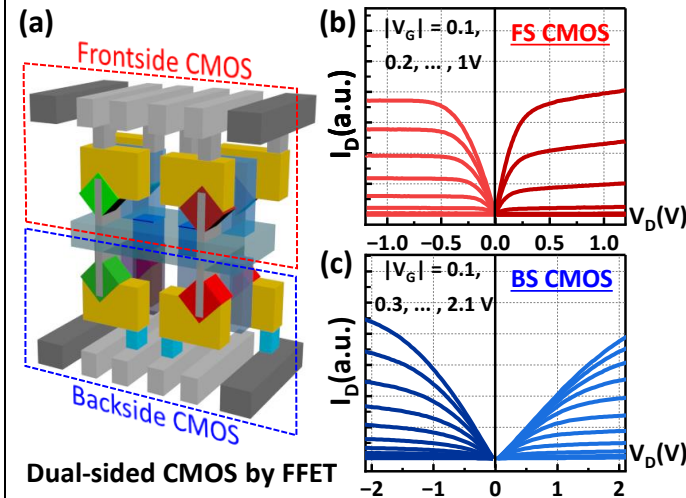 (a)
Frontside CMOS
Backside CMOS
Dual-sided CMOS by FFET
(b)
|V_G| = 0.1,
0.2, ... , 1V
FS CMOS
I_D(a.u.)
V_D(V)
−1.0 −0.5 0.0 0.5 1.0
(c)
|V_G| = 0.1,
0.3, ... , 2.1 V
BS CMOS
I_D(a.u.)
V_D(V)
−2 −1 0 1 2